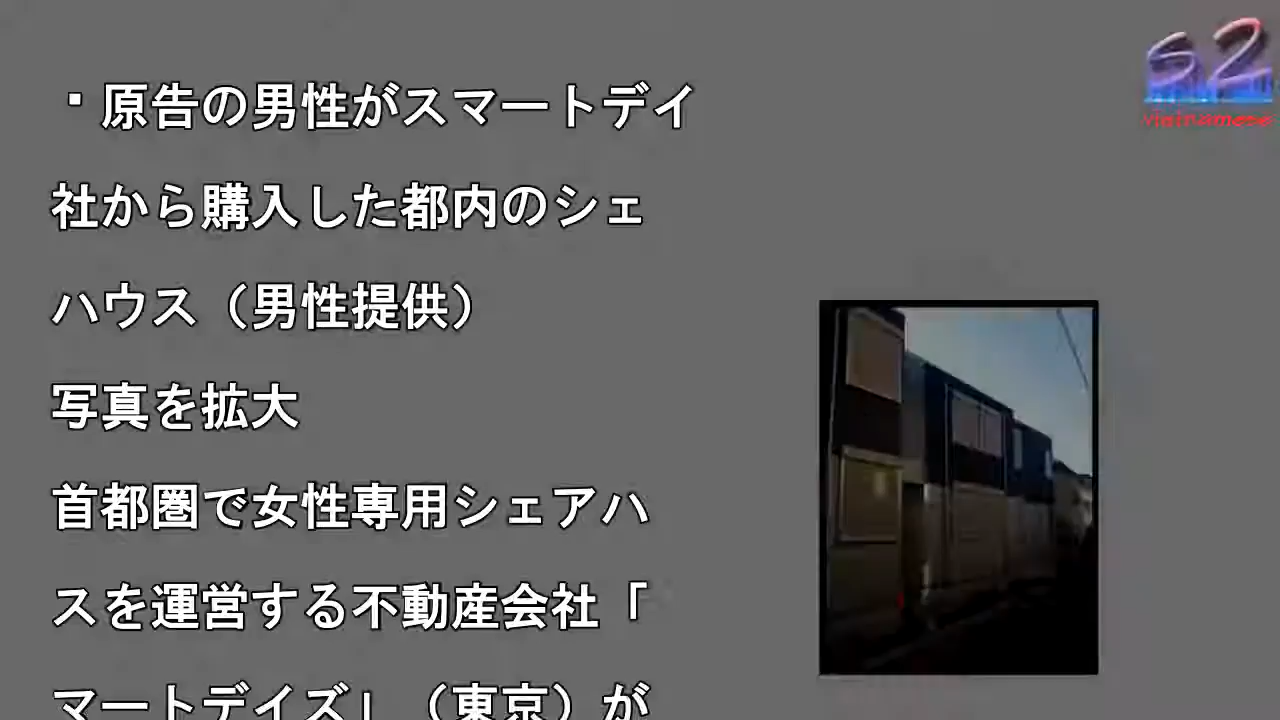 ・原告の男性がスマートデイ
社から購入した都内のシェ
ハウス（男性提供）
写真を拡大
首都圏で女性専用シェアハ
スを運営する不動産会社「
マートデイズ」（東京）が
S2
vietnamese